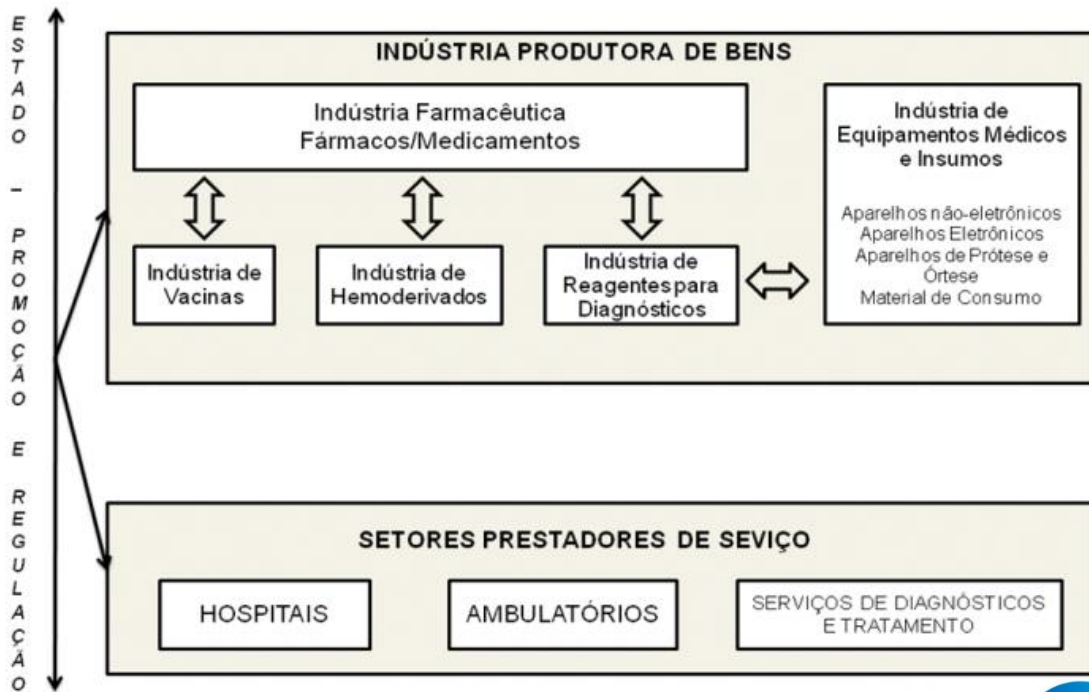 ESTADO – PROMOÇÃO E REGULAÇÃO
INDÚSTRIA PRODUTORA DE BENS
Indústria Farmacêutica
Fármacos/Medicamentos
Indústria de
Vacinas
Indústria de
Hemoderivados
Indústria de
Reagentes para
Diagnósticos
Indústria de
Equipamentos Médicos
e Insumos
Aparelhos não-eletrônicos
Aparelhos Eletrônicos
Aparelhos de Prótese e
Órtese
Material de Consumo
SETORES PRESTADORES DE SEVIÇO
HOSPITAIS
AMBULATÓRIOS
SERVIÇOS DE DIAGNÓSTICOS
E TRATAMENTO